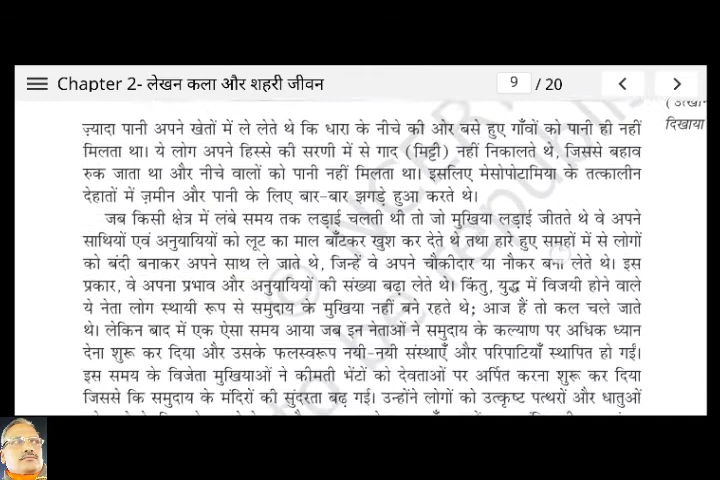 Chapter 2- लेखन कला और शहरी जीवन
9 / 20
दिखाया
ज़्यादा पानी अपने खेतों में ले लेते थे कि धारा के नीचे की ओर बसे हुए गाँवों को पानी ही नहीं
मिलता था। ये लोग अपने हिस्से की सरणी में से गाद (मिट्टी) नहीं निकालते थे, जिससे बहाव
रुक जाता था और नीचे वालों को पानी नहीं मिलता था। इसलिए मेसोपोटामिया के तत्कालीन
देहातों में ज़मीन और पानी के लिए बार-बार झगड़े हुआ करते थे।
जब किसी क्षेत्र में लंबे समय तक लड़ाई चलती थी तो जो मुखिया लड़ाई जीतते थे वे अपने
साथियों एवं अनुयायियों को लूट का माल बाँटकर खुश कर देते थे तथा हारे हुए समूहों में से लोगों
को बंदी बनाकर अपने साथ ले जाते थे, जिन्हें वे अपने चौकीदार या नौकर बना लेते थे। इस
प्रकार, वे अपना प्रभाव और अनुयायियों की संख्या बढ़ा लेते थे। किंतु, युद्ध में विजयी होने वाले
ये नेता लोग स्थायी रूप से समुदाय के मुखिया नहीं बने रहते थे; आज हैं तो कल चले जाते
थे। लेकिन बाद में एक ऐसा समय आया जब इन नेताओं ने समुदाय के कल्याण पर अधिक ध्यान
देना शुरू कर दिया और उसके फलस्वरूप नयी-नयी संस्थाएँ और परिपाटियाँ स्थापित हो गईं।
इस समय के विजेता मुखियाओं ने कीमती भेंटों को देवताओं पर अर्पित करना शुरू कर दिया
जिससे कि समुदाय के मंदिरों की सुंदरता बढ़ गई। उन्होंने लोगों को उत्कृष्ट पत्थरों और धातुओं